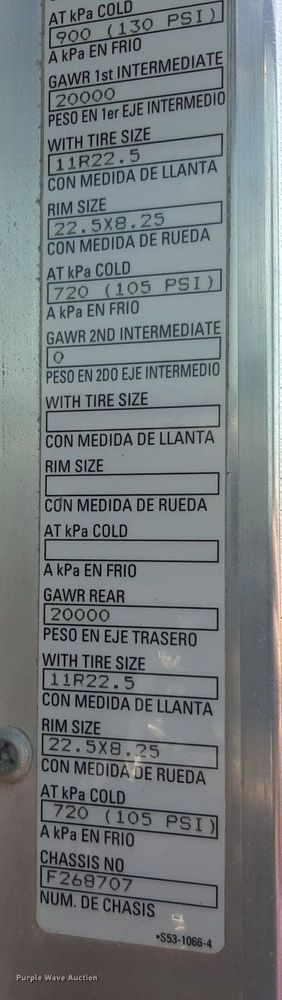 AT kPa COLD
900 (130 PSI)
A kPa EN FRIO
GAWR 1st INTERMEDIATE
20000
PESO EN 1er EJE INTERMEDIO
WITH TIRE SIZE
11R22.5
CON MEDIDA DE LLANTA
RIM SIZE
22.5X8.25
CON MEDIDA DE RUEDA
AT kPa COLD
720 (105 PSI)
A kPa EN FRIO
GAWR 2ND INTERMEDIATE
0
PESO EN 2DO EJE INTERMEDIO
WITH TIRE SIZE
CON MEDIDA DE LLANTA
RIM SIZE
CON MEDIDA DE RUEDA
AT kPa COLD
A kPa EN FRIO
GAWR REAR
20000
PESO EN EJE TRASERO
WITH TIRE SIZE
11R22.5
CON MEDIDA DE LLANTA
RIM SIZE
22.5X8.25
CON MEDIDA DE RUEDA
AT kPa COLD
720 (105 PSI)
A kPa EN FRIO
CHASSIS NO
F268707
NUM. DE CHASIS
*S53-1066-4
Purple Wave Auction